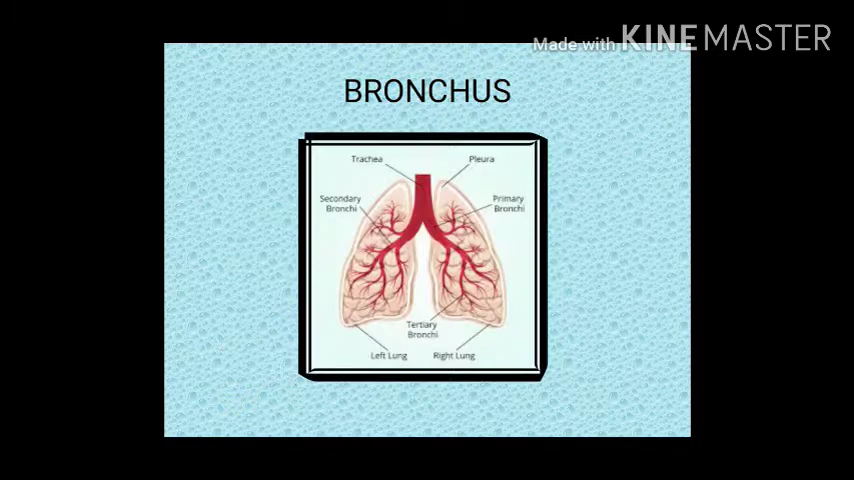 Made with KINEMASTER
BRONCHUS
Trachea
Pleura
Secondary
Bronchi
Primary
Bronchi
Tertiary
Bronchi
Left Lung
Right Lung